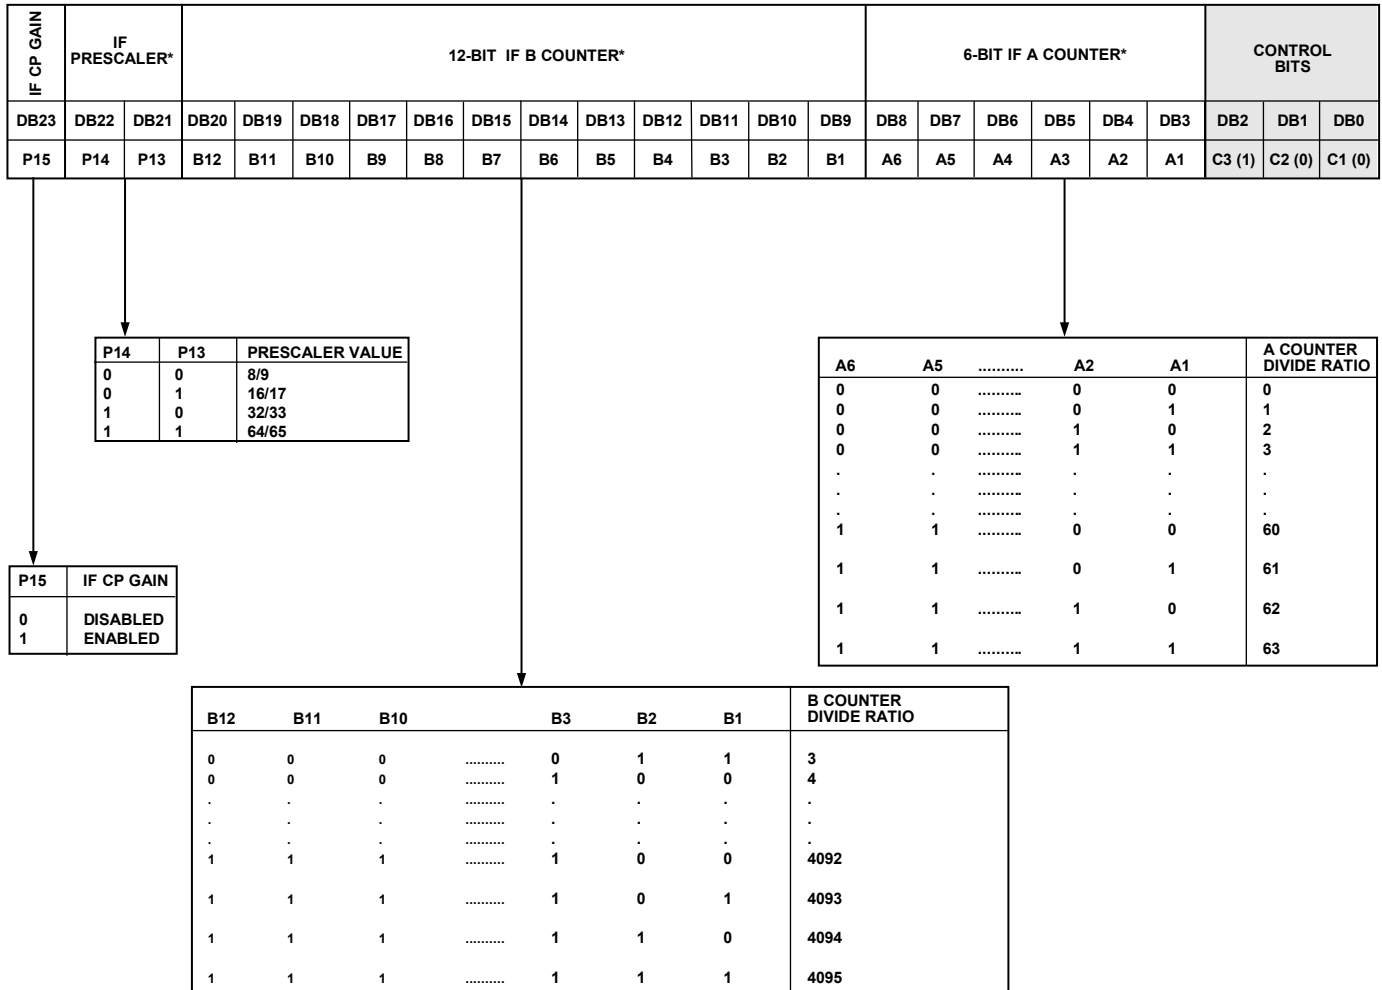 IF CP GAIN
IF
PRESCALER*
12-BIT IF B COUNTER*
6-BIT IF A COUNTER*
CONTROL
BITS
DB23 DB22 DB21 DB20 DB19 DB18 DB17 DB16 DB15 DB14 DB13 DB12 DB11 DB10 DB9 DB8 DB7 DB6 DB5 DB4 DB3 DB2 DB1 DB0
P15 P14 P13 B12 B11 B10 B9 B8 B7 B6 B5 B4 B3 B2 B1 A6 A5 A4 A3 A2 A1 C3 (1) C2 (0) C1 (0)
P14 P13 PRESCALER VALUE
0 0 8/9
0 1 16/17
1 0 32/33
1 1 64/65
A COUNTER
A6 A5 .......... A2 A1 DIVIDE RATIO
0 0 .......... 0 0 0
0 0 .......... 0 1 1
0 0 .......... 1 0 2
0 0 .......... 1 1 3
. . .......... . . .
. . .......... . . .
. . .......... . . .
1 1 .......... 0 0 60
1 1 .......... 0 1 61
1 1 .......... 1 0 62
1 1 .......... 1 1 63
P15 IF CP GAIN
0 DISABLED
1 ENABLED
B COUNTER
B12 B11 B10 B3 B2 B1 DIVIDE RATIO
0 0 0 .......... 0 1 1 3
0 0 0 .......... 1 0 0 4
. . . .......... . . . .
. . . .......... . . . .
. . . .......... . . . .
1 1 1 .......... 1 0 0 4092
1 1 1 .......... 1 0 1 4093
1 1 1 .......... 1 1 0 4094
1 1 1 .......... 1 1 1 4095